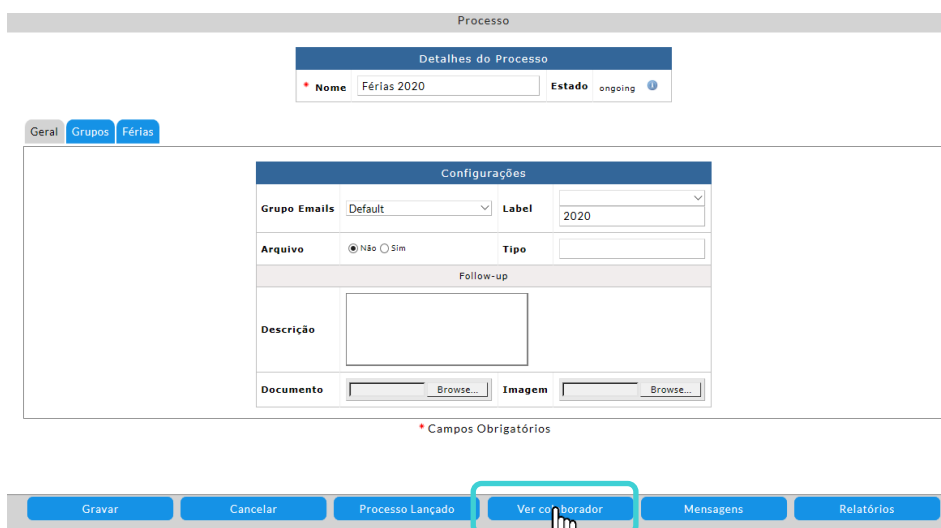 Processo
Detalhes do Processo
* Nome Férias 2020 Estado ongoing
Geral Grupos Férias
Configurações
Grupo Emails Default Label
2020
Arquivo Não Sim Tipo
Follow-up
Descrição
Documento Browse... Imagem Browse...
* Campos Obrigatórios
Gravar Cancelar Processo Lançado Ver colaborador Mensagens Relatórios